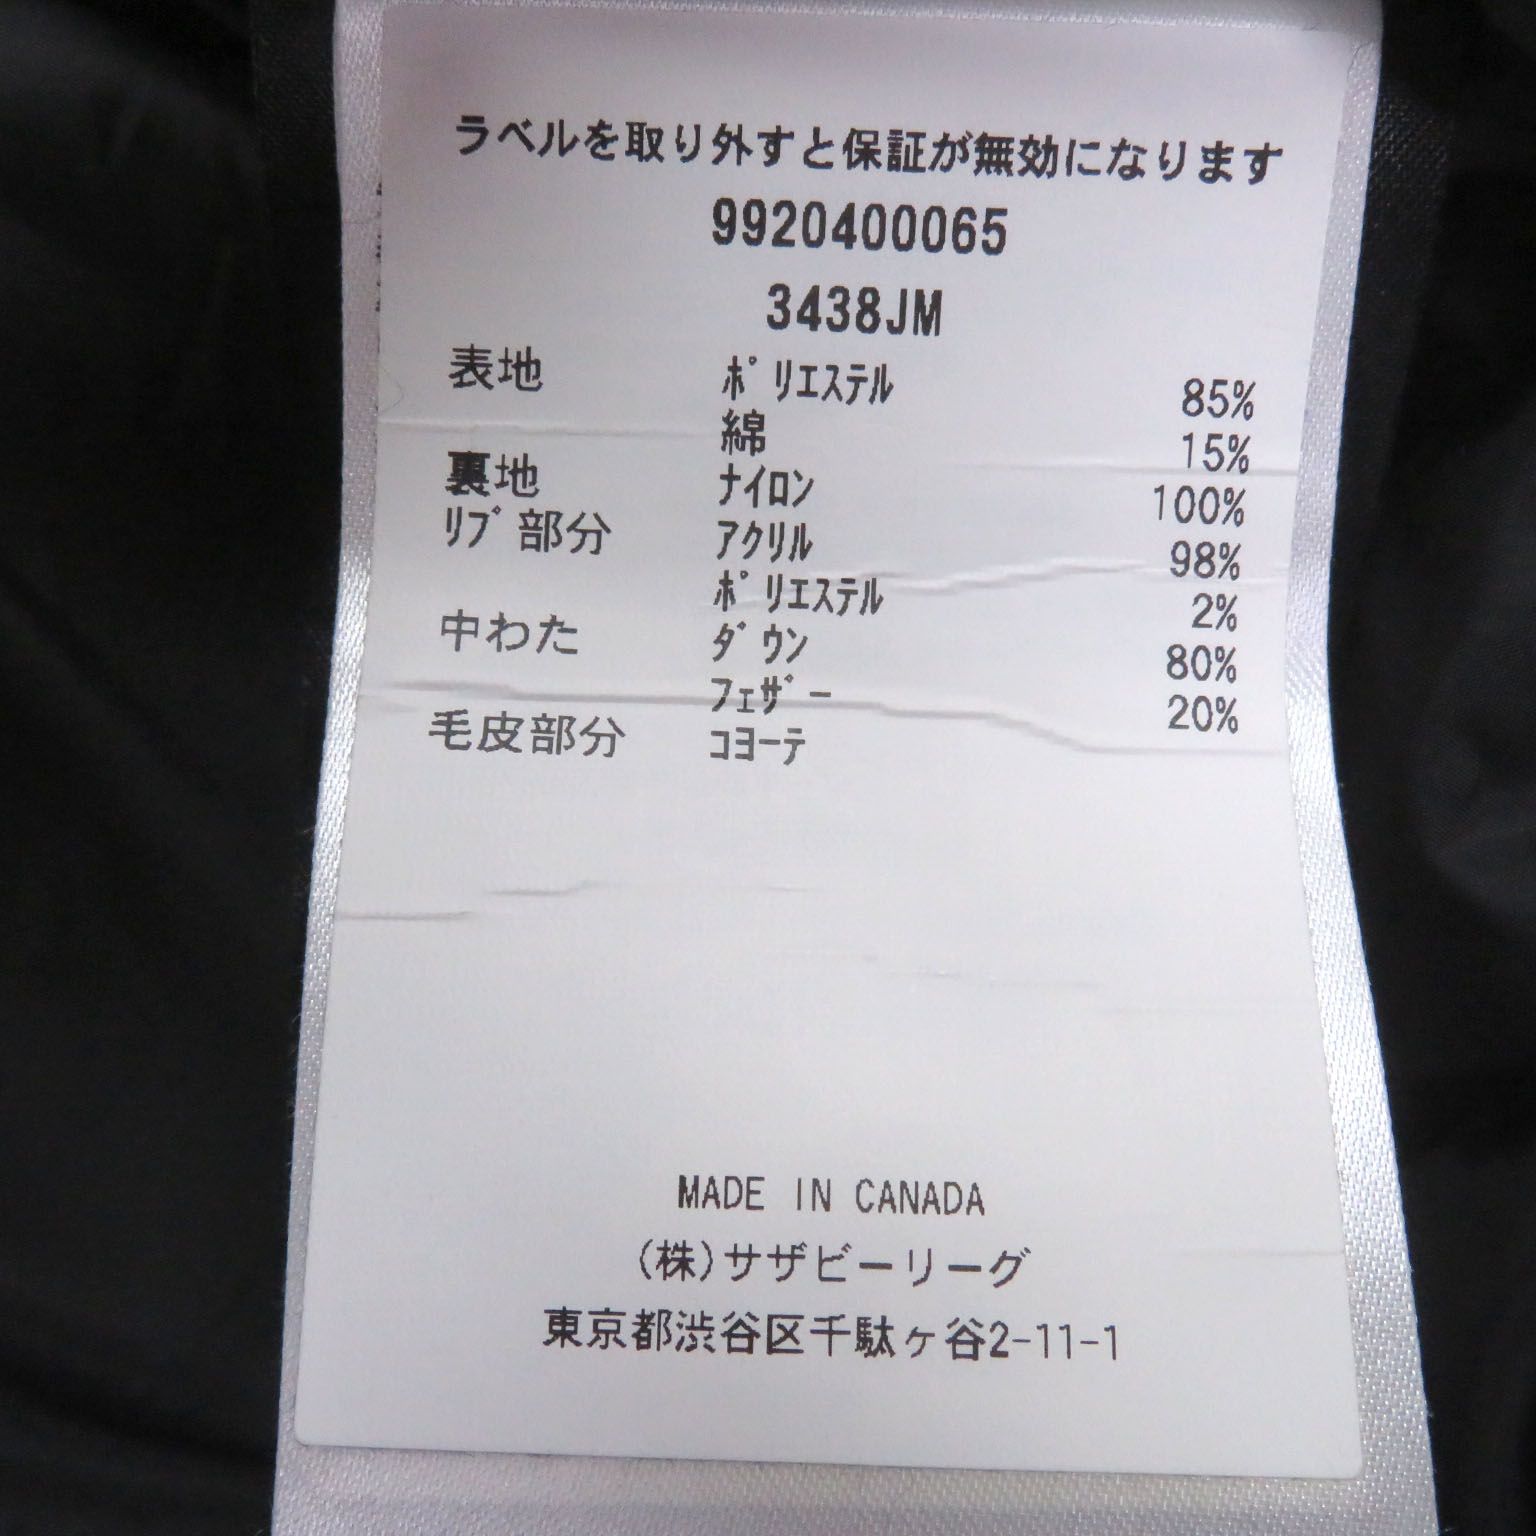 ラベルを取り外すと保証が無効になります
9920400065
3438JM
表地 ﾎﾟﾘｴｽﾃﾙ 85%
綿 15%
裏地 ﾅｲﾛﾝ 100%
ﾘﾌﾞ部分 ｱｸﾘﾙ 98%
ﾎﾟﾘｴｽﾃﾙ 2%
中わた ﾀﾞｳﾝ 80%
ﾌｪｻﾞｰ 20%
毛皮部分 ｺﾖｰﾃ
MADE IN CANADA
(株)サザビーリーグ
東京都渋谷区千駄ヶ谷2-11-1